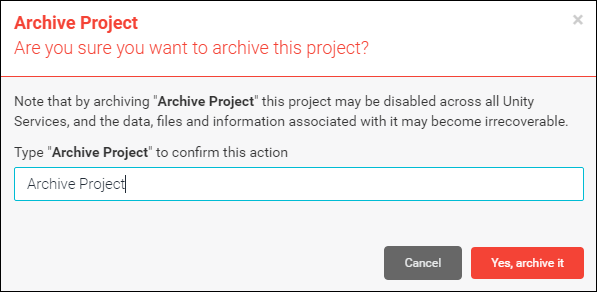 Archive Project
×
Are you sure you want to archive this project?
Note that by archiving "Archive Project" this project may be disabled across all Unity
Services, and the data, files and information associated with it may become irrecoverable.
Type "Archive Project" to confirm this action
Archive Project
Cancel
Yes, archive it